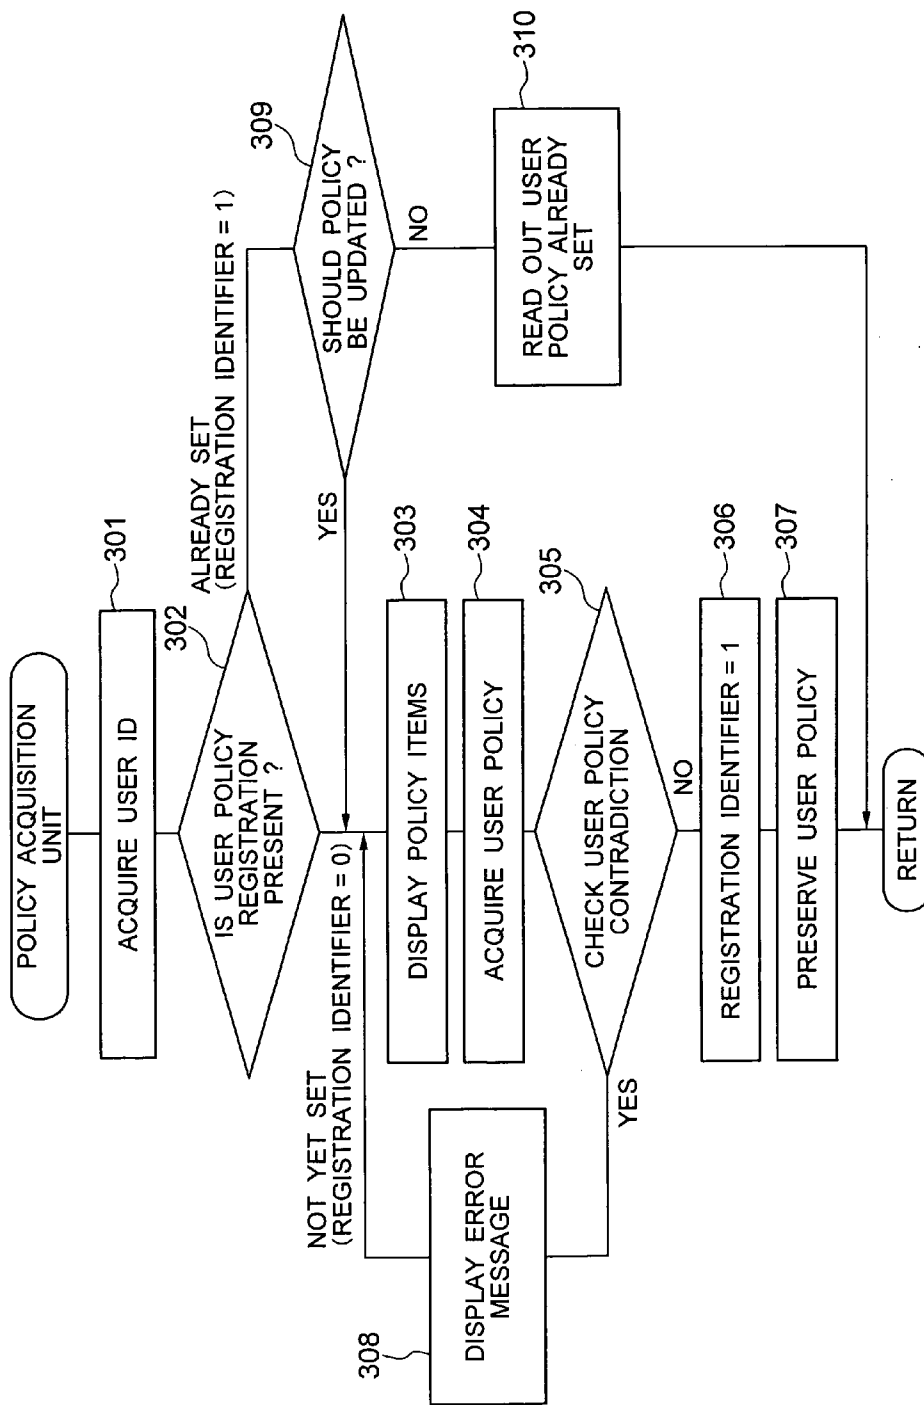 POLICY ACQUISITION
UNIT
301
ACQUIRE USER ID
302
IS USER POLICY
REGISTRATION
PRESENT ?
ALREADY SET
(REGISTRATION IDENTIFIER = 1)
309
SHOULD POLICY
BE UPDATED ?
YES
NO
310
READ OUT USER
POLICY ALREADY
SET
NOT YET SET
(REGISTRATION IDENTIFIER = 0)
303
DISPLAY POLICY ITEMS
304
ACQUIRE USER POLICY
305
CHECK USER POLICY
CONTRADICTION
YES
NO
308
DISPLAY ERROR
MESSAGE
306
REGISTRATION IDENTIFIER = 1
307
PRESERVE USER POLICY
RETURN